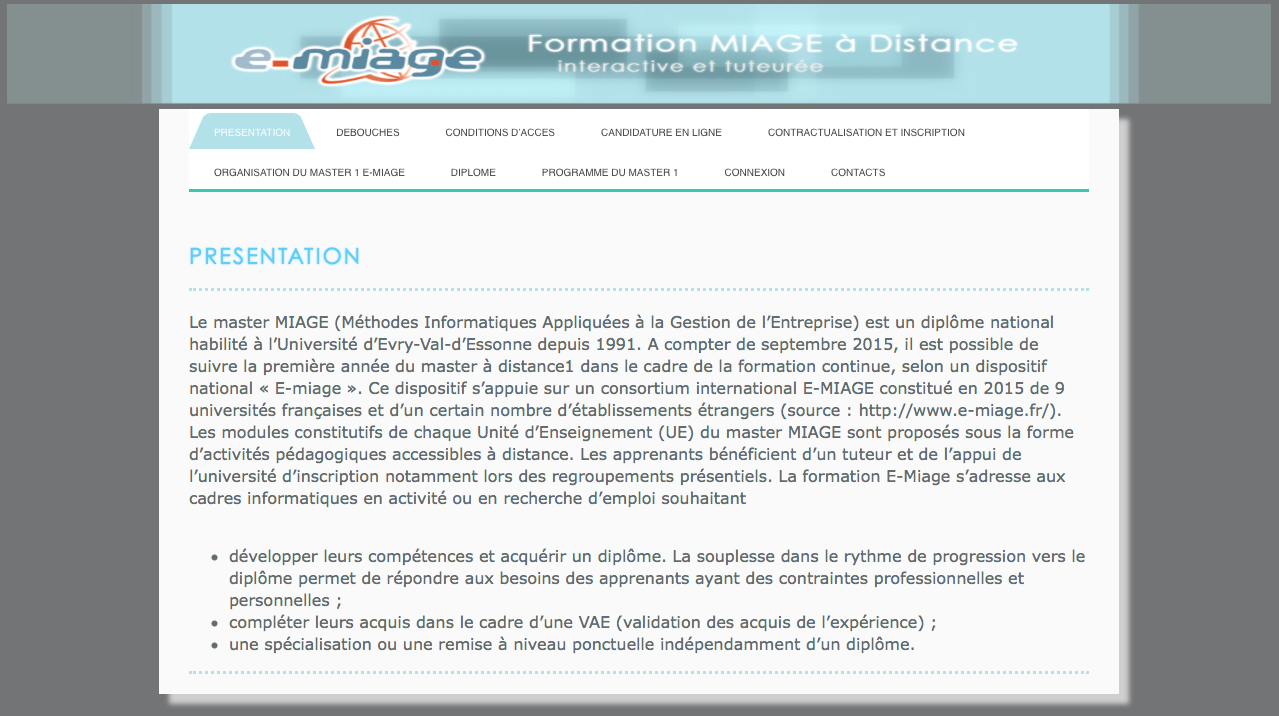 e-miage
Formation MIAGE à Distance
interactive et tuteurée
PRESENTATION DEBOUCHES CONDITIONS D'ACCES CANDIDATURE EN LIGNE CONTRACTUALISATION ET INSCRIPTION
ORGANISATION DU MASTER 1 E-MIAGE DIPLOME PROGRAMME DU MASTER 1 CONNEXION CONTACTS
PRESENTATION
Le master MIAGE (Méthodes Informatiques Appliquées à la Gestion de l’Entreprise) est un diplôme national
habilité à l’Université d’Evry-Val-d’Essonne depuis 1991. A compter de septembre 2015, il est possible de
suivre la première année du master à distance1 dans le cadre de la formation continue, selon un dispositif
national « E-miage ». Ce dispositif s’appuie sur un consortium international E-MIAGE constitué en 2015 de 9
universités françaises et d’un certain nombre d’établissements étrangers (source : http://www.e-miage.fr/).
Les modules constitutifs de chaque Unité d’Enseignement (UE) du master MIAGE sont proposés sous la forme
d’activités pédagogiques accessibles à distance. Les apprenants bénéficient d’un tuteur et de l’appui de
l’université d’inscription notamment lors des regroupements présentiels. La formation E-Miage s’adresse aux
cadres informatiques en activité ou en recherche d’emploi souhaitant
• développer leurs compétences et acquérir un diplôme. La souplesse dans le rythme de progression vers le
diplôme permet de répondre aux besoins des apprenants ayant des contraintes professionnelles et
personnelles ;
• compléter leurs acquis dans le cadre d’une VAE (validation des acquis de l’expérience) ;
• une spécialisation ou une remise à niveau ponctuelle indépendamment d’un diplôme.